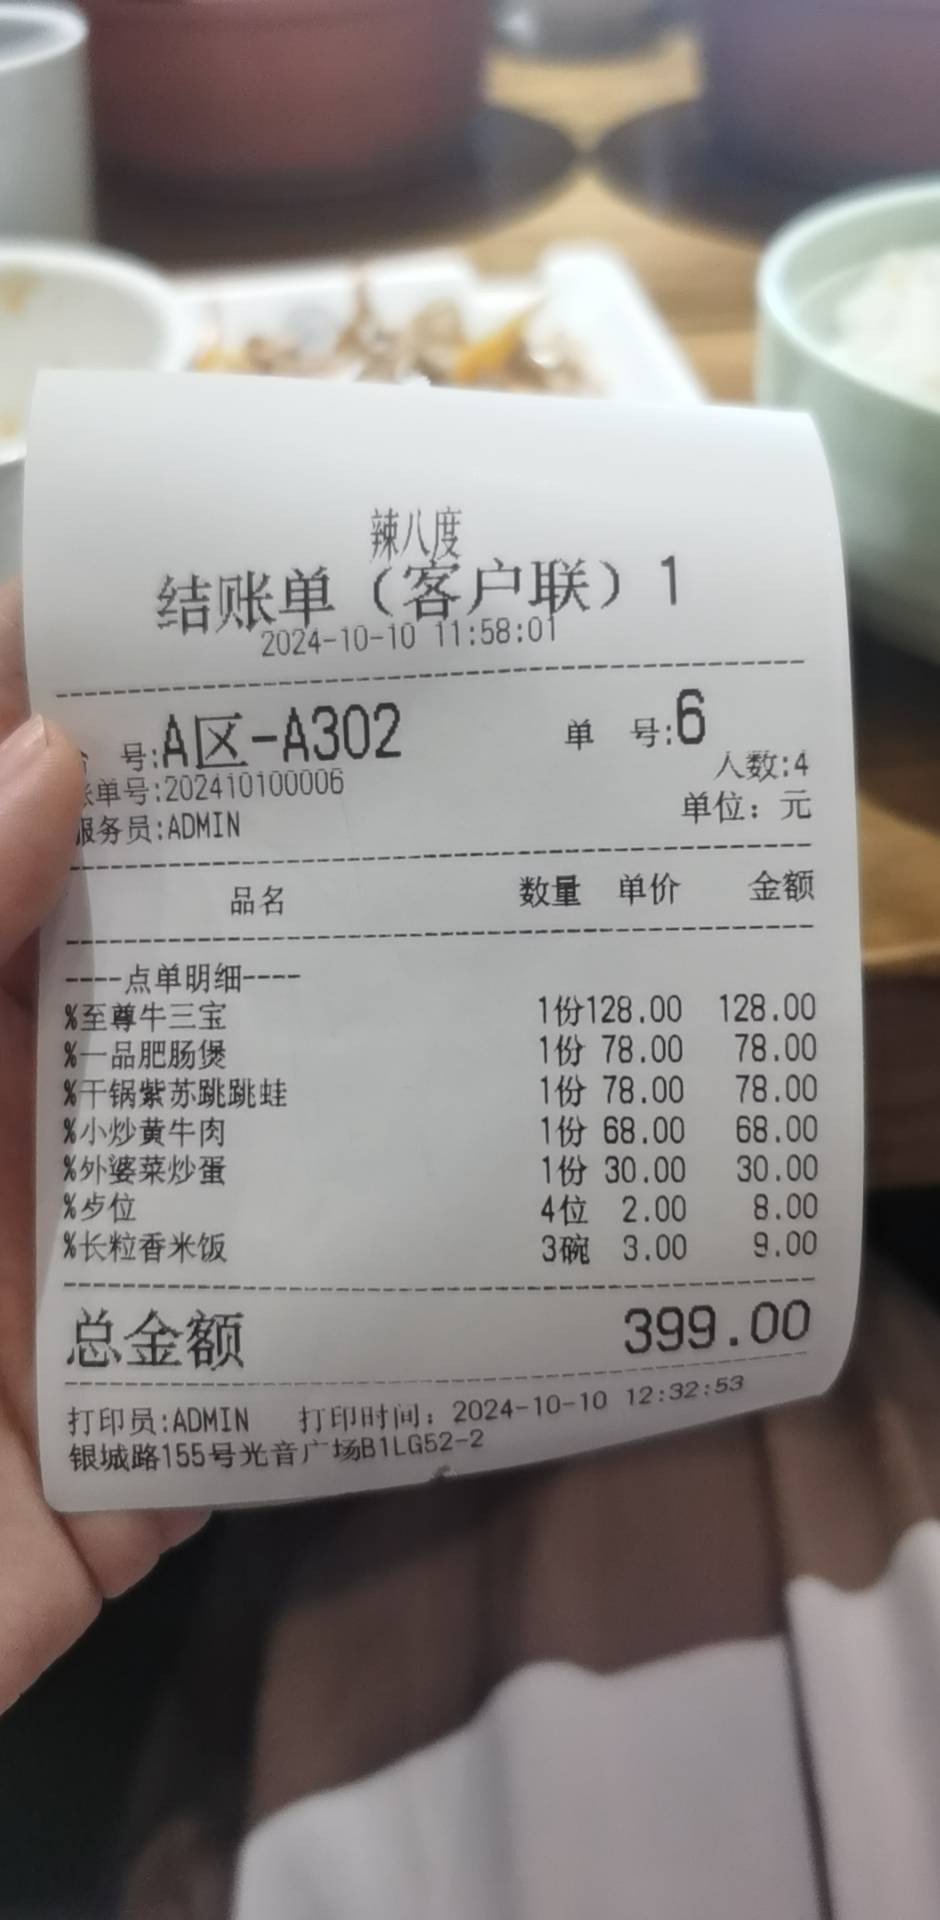 辣八度
结账单（客户联）1
2024-10-10 11:58:01
号:A区-A302 单 号:6
账单号:202410100006 人数:4
服务员:ADMIN 单位：元
品名 数量 单价 金额
----点单明细----
%至尊牛三宝 1份128.00 128.00
%一品肥肠煲 1份 78.00 78.00
%干锅紫苏跳跳蛙 1份 78.00 78.00
%小炒黄牛肉 1份 68.00 68.00
%外婆菜炒蛋 1份 30.00 30.00
%歺位 4位 2.00 8.00
%长粒香米饭 3碗 3.00 9.00
总金额 399.00
打印员:ADMIN 打印时间：2024-10-10 12:32:53
银城路155号光音广场B1LG52-2